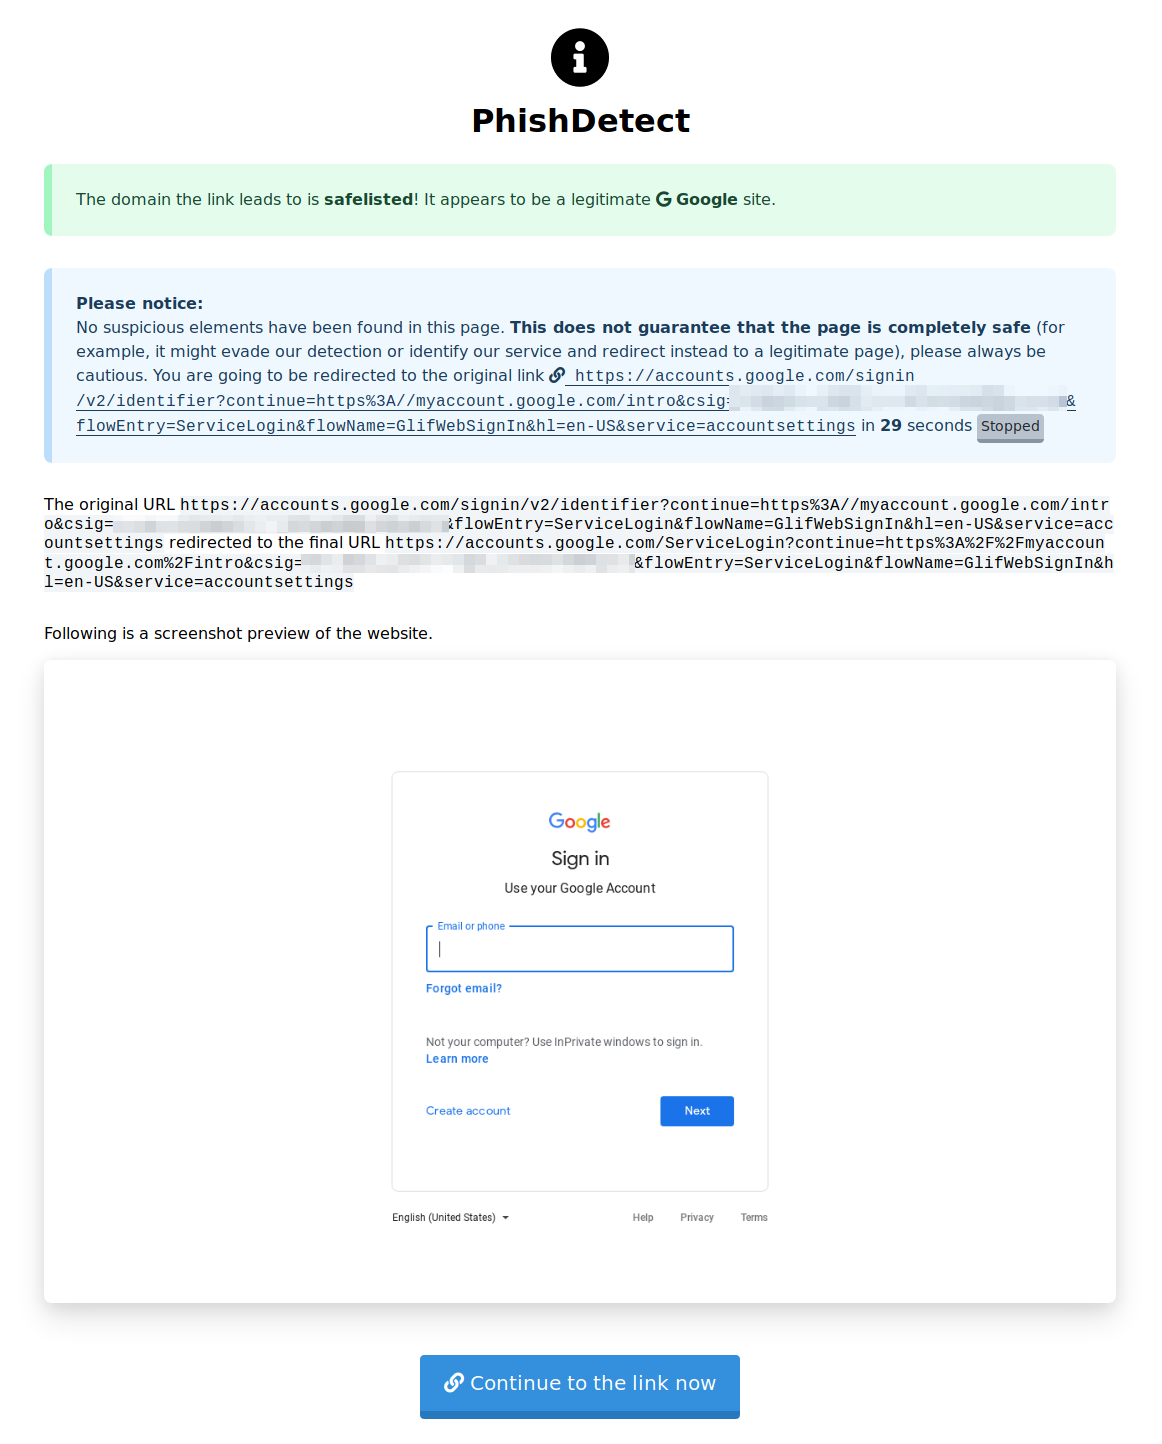 PhishDetect
The domain the link leads to is safelisted! It appears to be a legitimate Google site.
Please notice:
No suspicious elements have been found in this page. This does not guarantee that the page is completely safe (for
example, it might evade our detection or identify our service and redirect instead to a legitimate page), please always be
cautious. You are going to be redirected to the original link https://accounts.google.com/signin
/v2/identifier?continue=https%3A//myaccount.google.com/intro&csig= &
flowEntry=ServiceLogin&flowName=GlifWebSignIn&hl=en-US&service=accountsettings in 29 seconds Stopped
The original URL https://accounts.google.com/signin/v2/identifier?continue=https%3A//myaccount.google.com/intr
o&csig= &flowEntry=ServiceLogin&flowName=GlifWebSignIn&hl=en-US&service=acc
ountsettings redirected to the final URL https://accounts.google.com/ServiceLogin?continue=https%3A%2F%2Fmyaccoun
t.google.com%2Fintro&csig= &flowEntry=ServiceLogin&flowName=GlifWebSignIn&h
l=en-US&service=accountsettings
Following is a screenshot preview of the website.
Google
Sign in
Use your Google Account
Email or phone
Forgot email?
Not your computer? Use InPrivate windows to sign in.
Learn more
Create account Next
English (United States) Help Privacy Terms
Continue to the link now